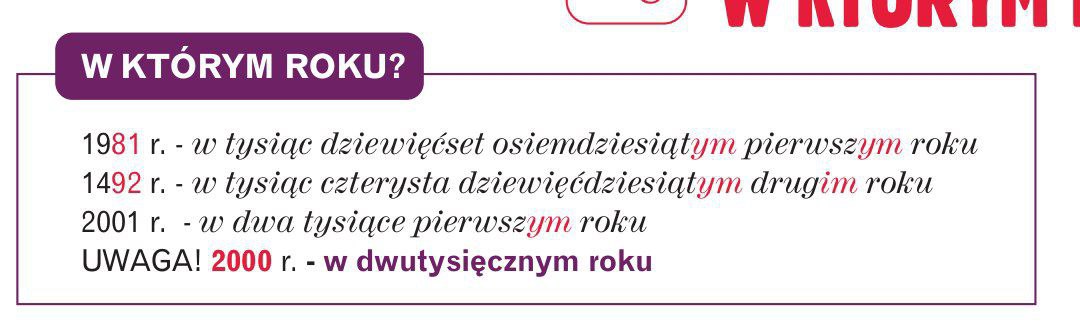 W KTÓRYM
W KTÓRYM ROKU?
1981 r. - w tysiąc dziewięćset osiemdziesiątym pierwszym roku
1492 r. - w tysiąc czterysta dziewięćdziesiątym drugim roku
2001 r. - w dwa tysiące pierwszym roku
UWAGA! 2000 r. - w dwutysięcznym roku